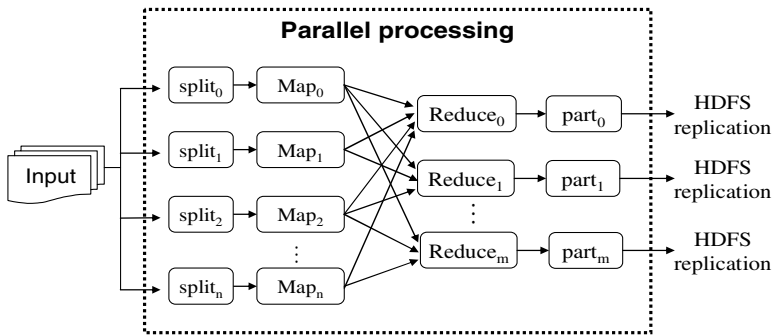 Parallel processing
Input
split₀ Map₀
split₁ Map₁
split₂ Map₂
⋮
splitₙ Mapₙ
Reduce₀ part₀ HDFS replication
Reduce₁ part₁ HDFS replication
⋮
Reduceₘ partₘ HDFS replication